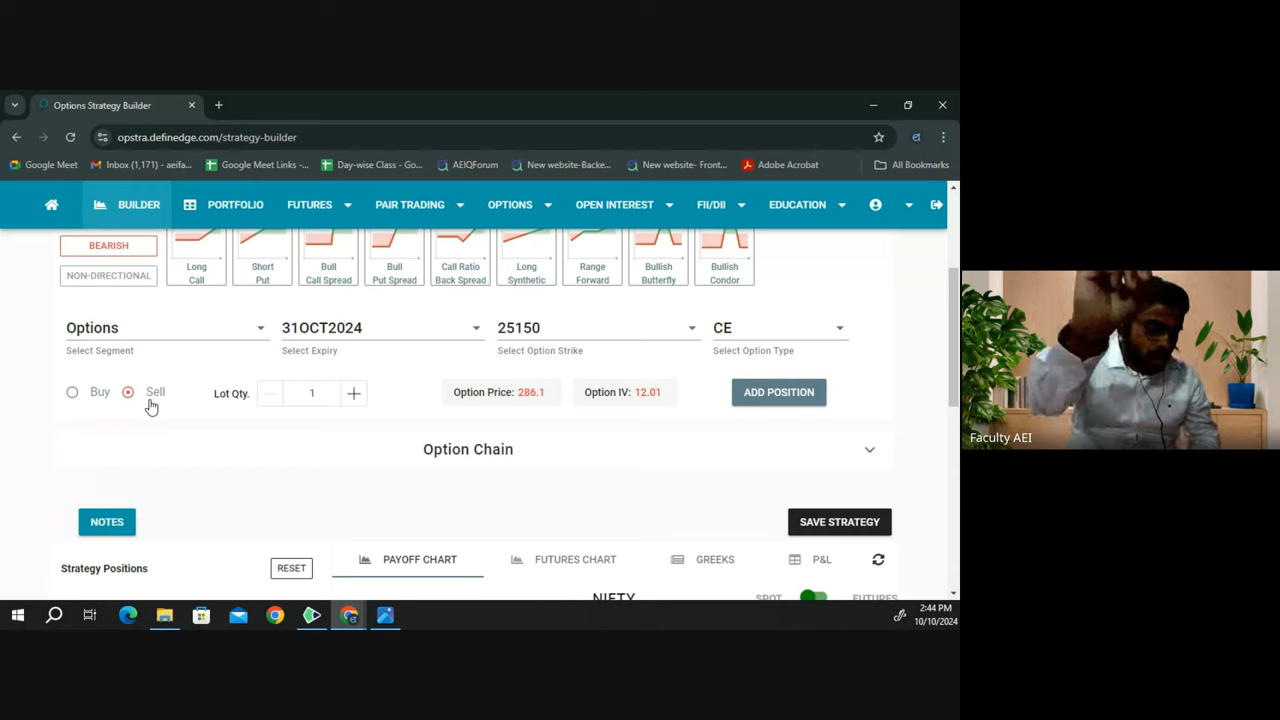 Options Strategy Builder
opstra.definedge.com/strategy-builder
Google Meet
Inbox (1,171) - aeifa...
Google Meet Links -...
Day-wise Class - Go...
AEIQForum
New website-Backe...
New website- Front...
Adobe Acrobat
All Bookmarks
BUILDER
PORTFOLIO
FUTURES
PAIR TRADING
OPTIONS
OPEN INTEREST
FII/DII
EDUCATION
BEARISH
NON-DIRECTIONAL
Long
Call
Short
Put
Bull
Call Spread
Bull
Put Spread
Call Ratio
Back Spread
Long
Synthetic
Range
Forward
Bullish
Butterfly
Bullish
Condor
Options
Select Segment
31OCT2024
Select Expiry
25150
Select Option Strike
CE
Select Option Type
Buy
Sell
Lot Qty.
1
Option Price: 286.1
Option IV: 12.01
ADD POSITION
Option Chain
NOTES
SAVE STRATEGY
Strategy Positions
RESET
PAYOFF CHART
FUTURES CHART
GREEKS
P&L
NIFTY
SPOT
FUTURES
2:44 PM
10/10/2024
Faculty AEI